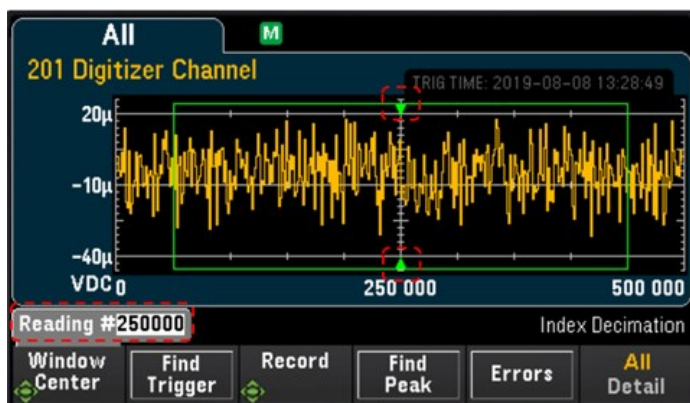 All M
201 Digitizer Channel
TRIG TIME: 2019-08-08 13:28:49
20µ
-10µ
-40µ
VDC 0 250 000 500 000
Reading #250000 Index Decimation
Window Center Find Trigger Record Find Peak Errors All Detail